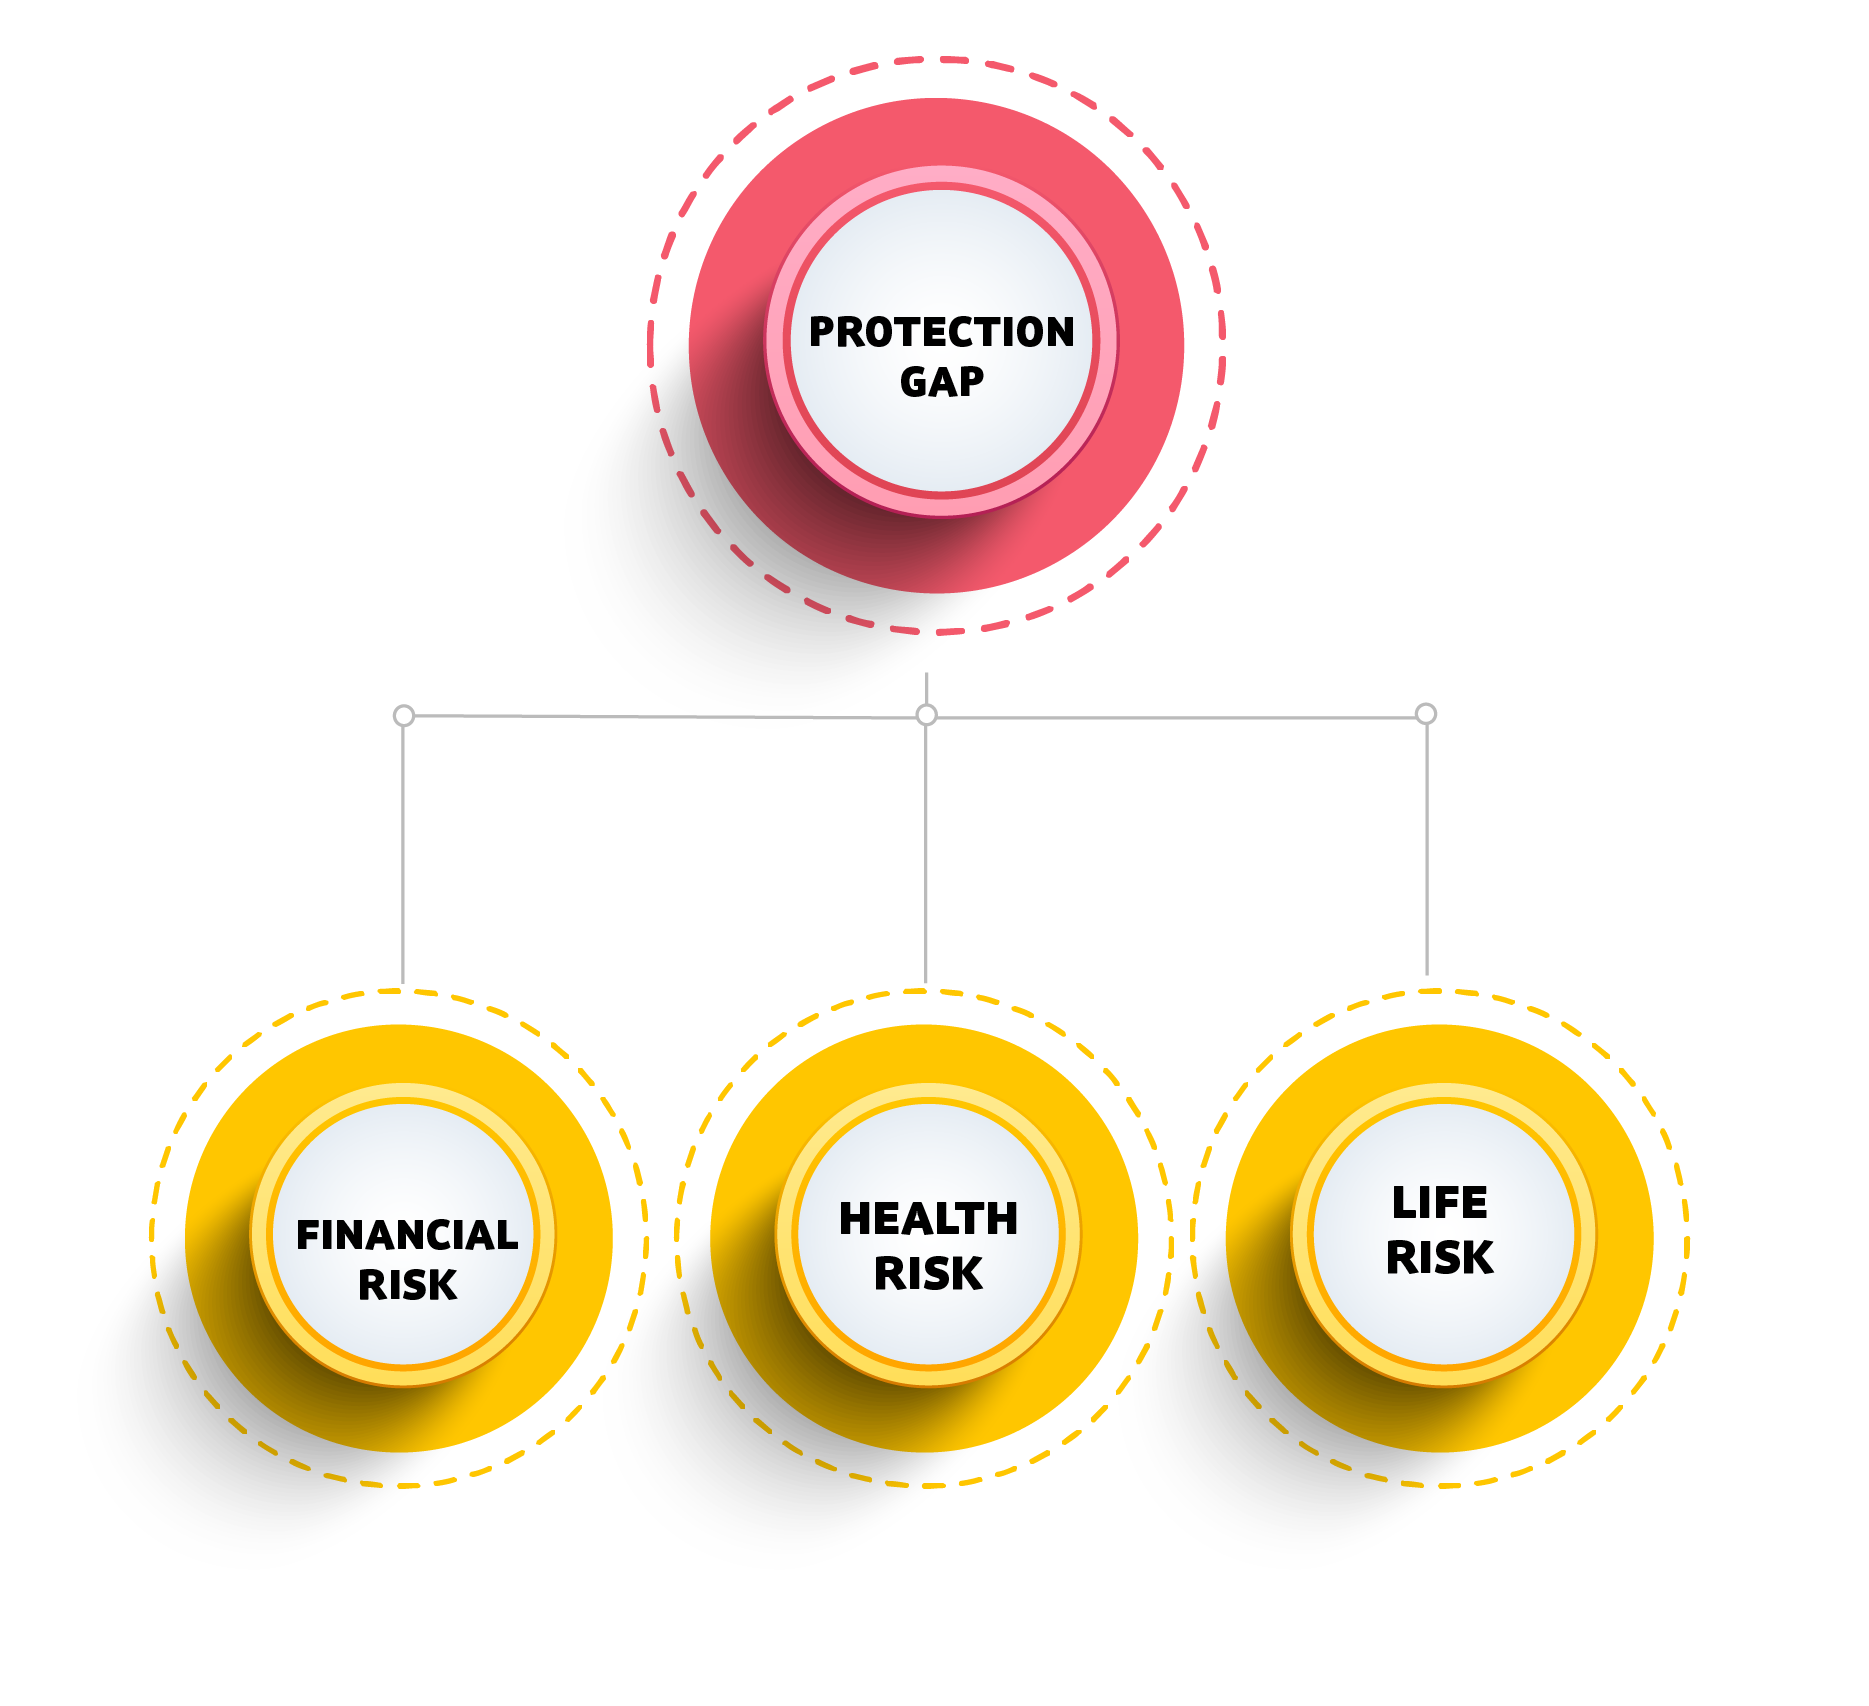 PROTECTION
GAP
FINANCIAL
RISK
HEALTH
RISK
LIFE
RISK